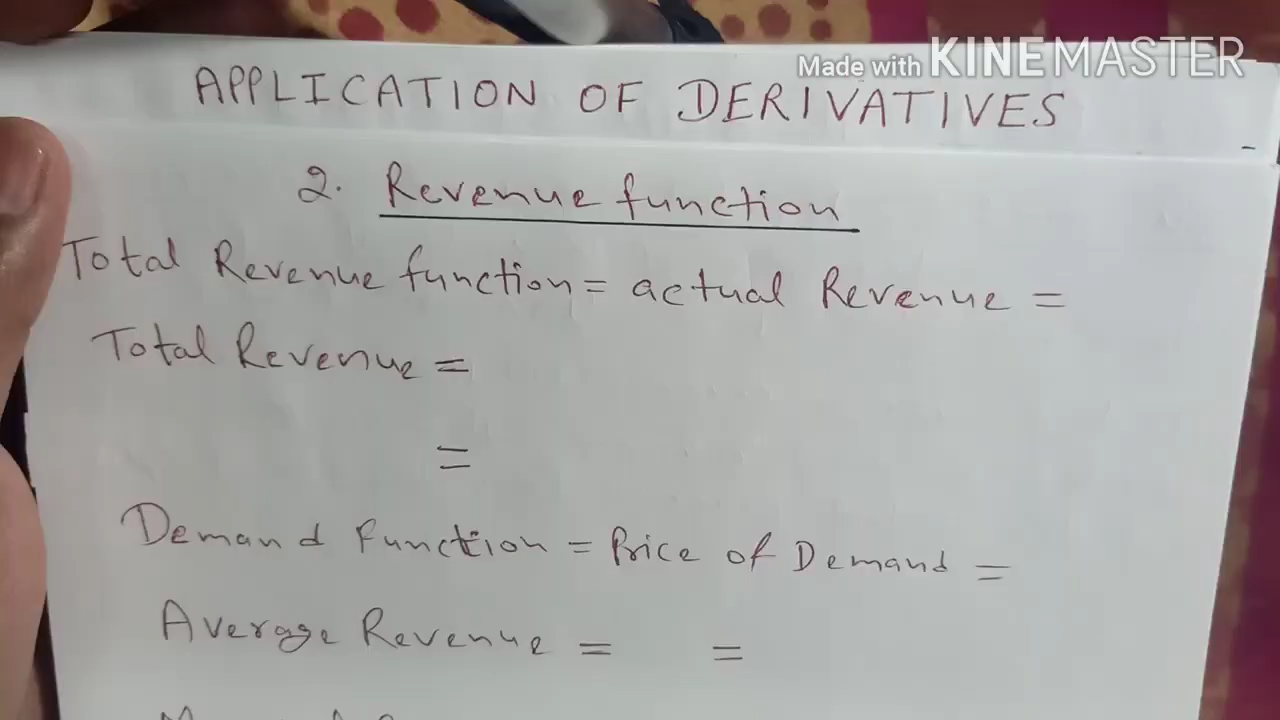 Made with KINEMASTER
APPLICATION OF DERIVATIVES
2. Revenue function
Total Revenue function = actual Revenue =
Total Revenue =
=
Demand Function = Price of Demand =
Average Revenue = =